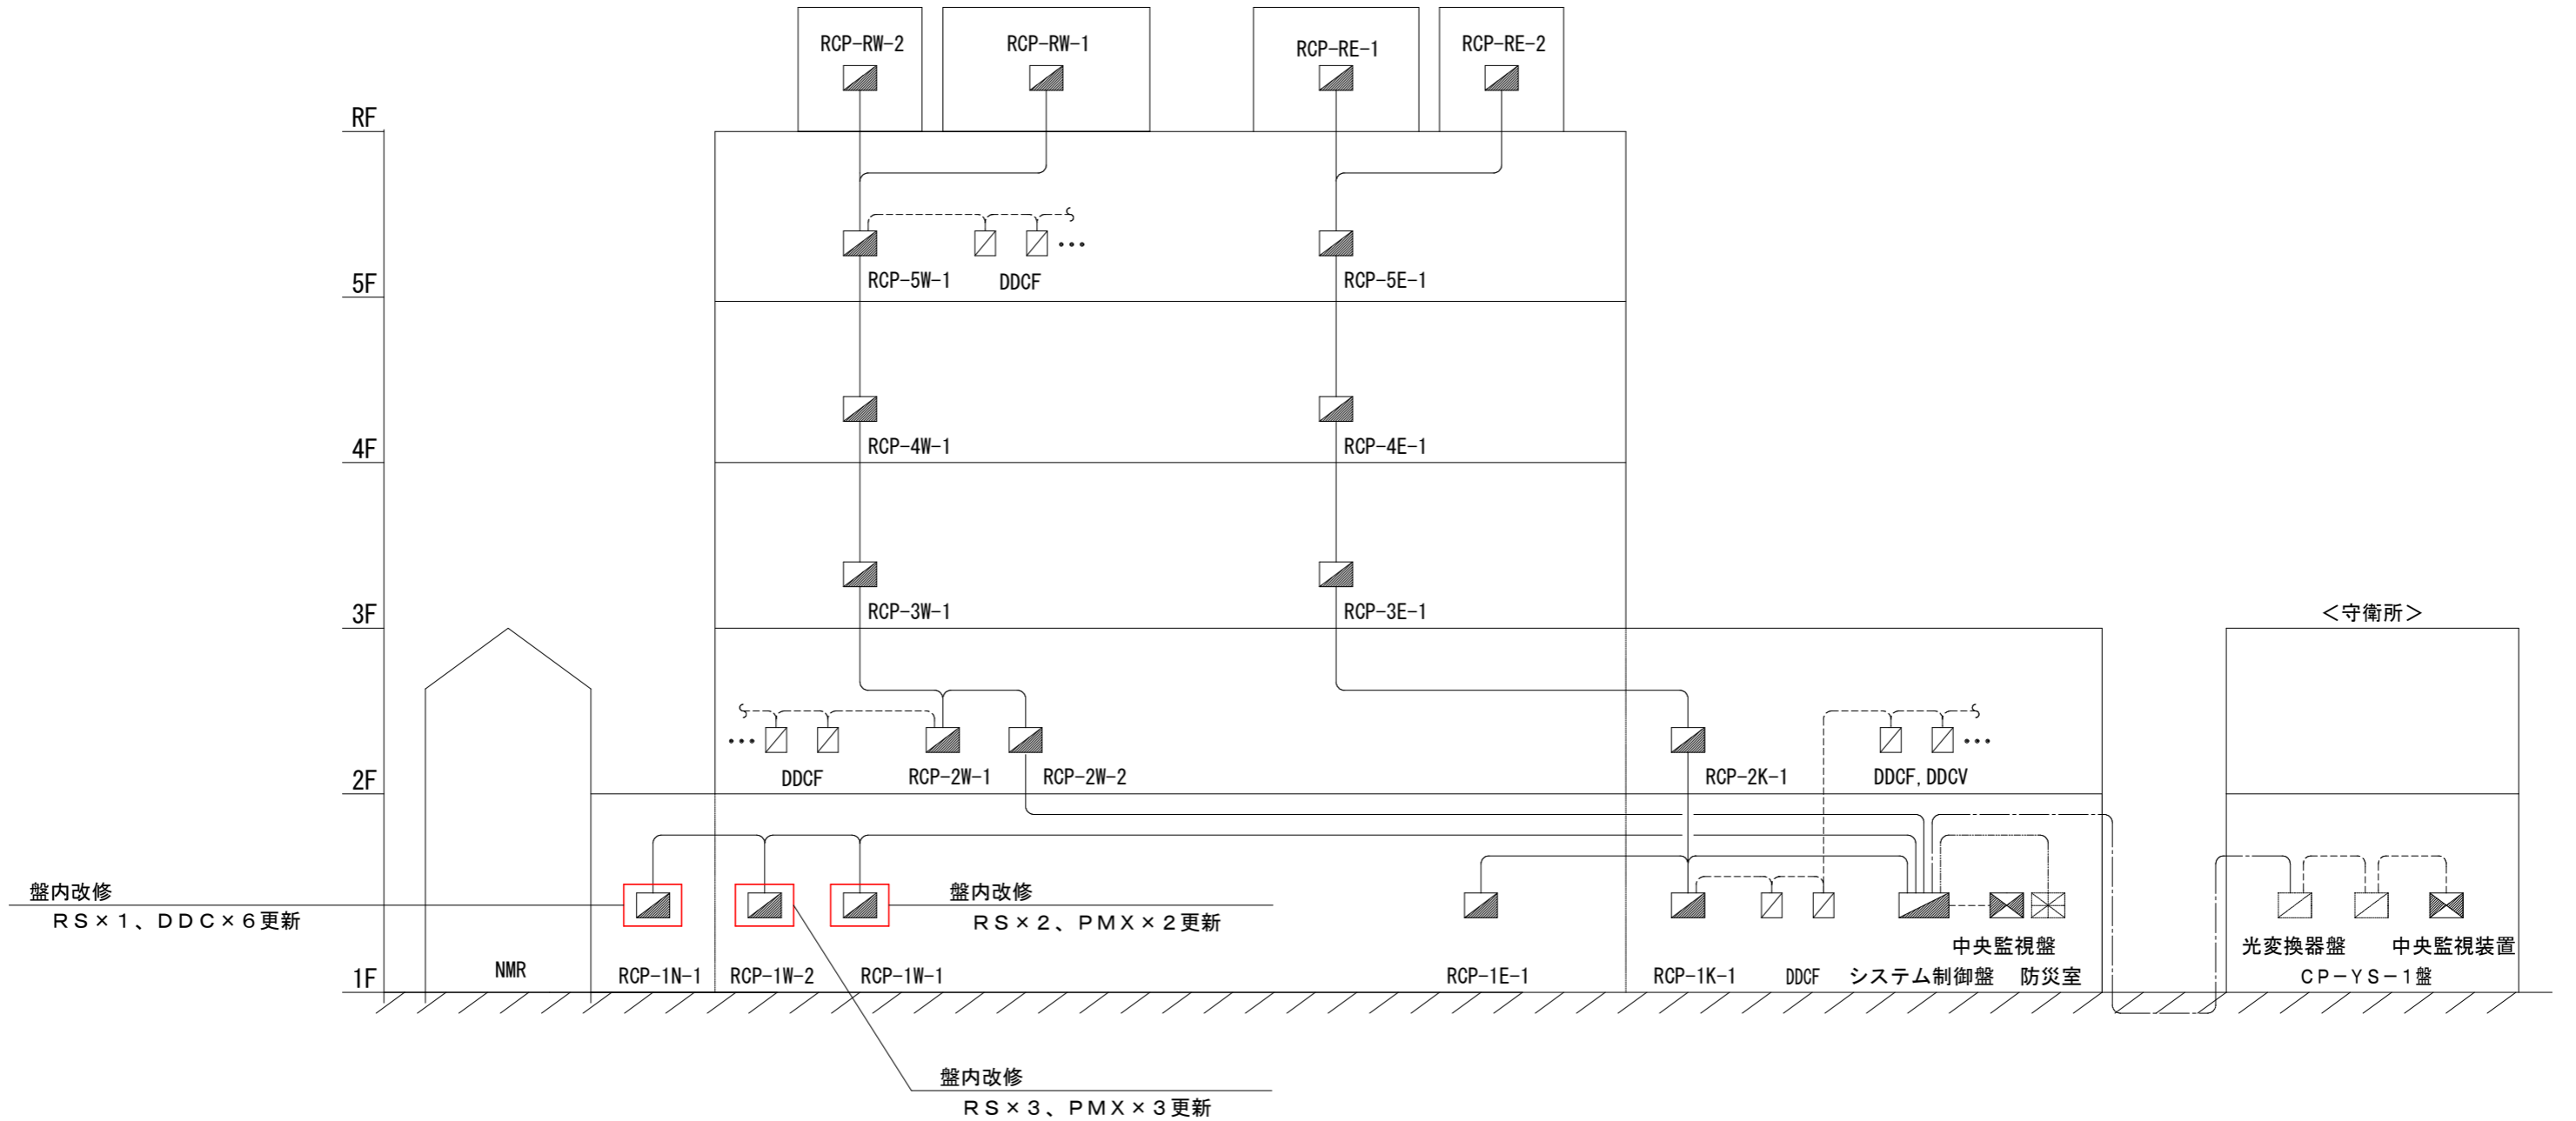 RCP-RW-2
RCP-RW-1
RCP-RE-1
RCP-RE-2
RF
RCP-5W-1
DDCF
RCP-5E-1
5F
RCP-4W-1
RCP-4E-1
4F
RCP-3W-1
RCP-3E-1
3F
＜守衛所＞
DDCF
RCP-2W-1
RCP-2W-2
RCP-2K-1
DDCF, DDCV
2F
盤内改修
ＲＳ×１、ＤＤＣ×６更新
盤内改修
ＲＳ×２、ＰＭＸ×２更新
中央監視盤
光変換器盤
中央監視装置
1F
NMR
RCP-1N-1
RCP-1W-2
RCP-1W-1
RCP-1E-1
RCP-1K-1
DDCF
システム制御盤
防災室
ＣＰ－ＹＳ－１盤
盤内改修
ＲＳ×３、ＰＭＸ×３更新